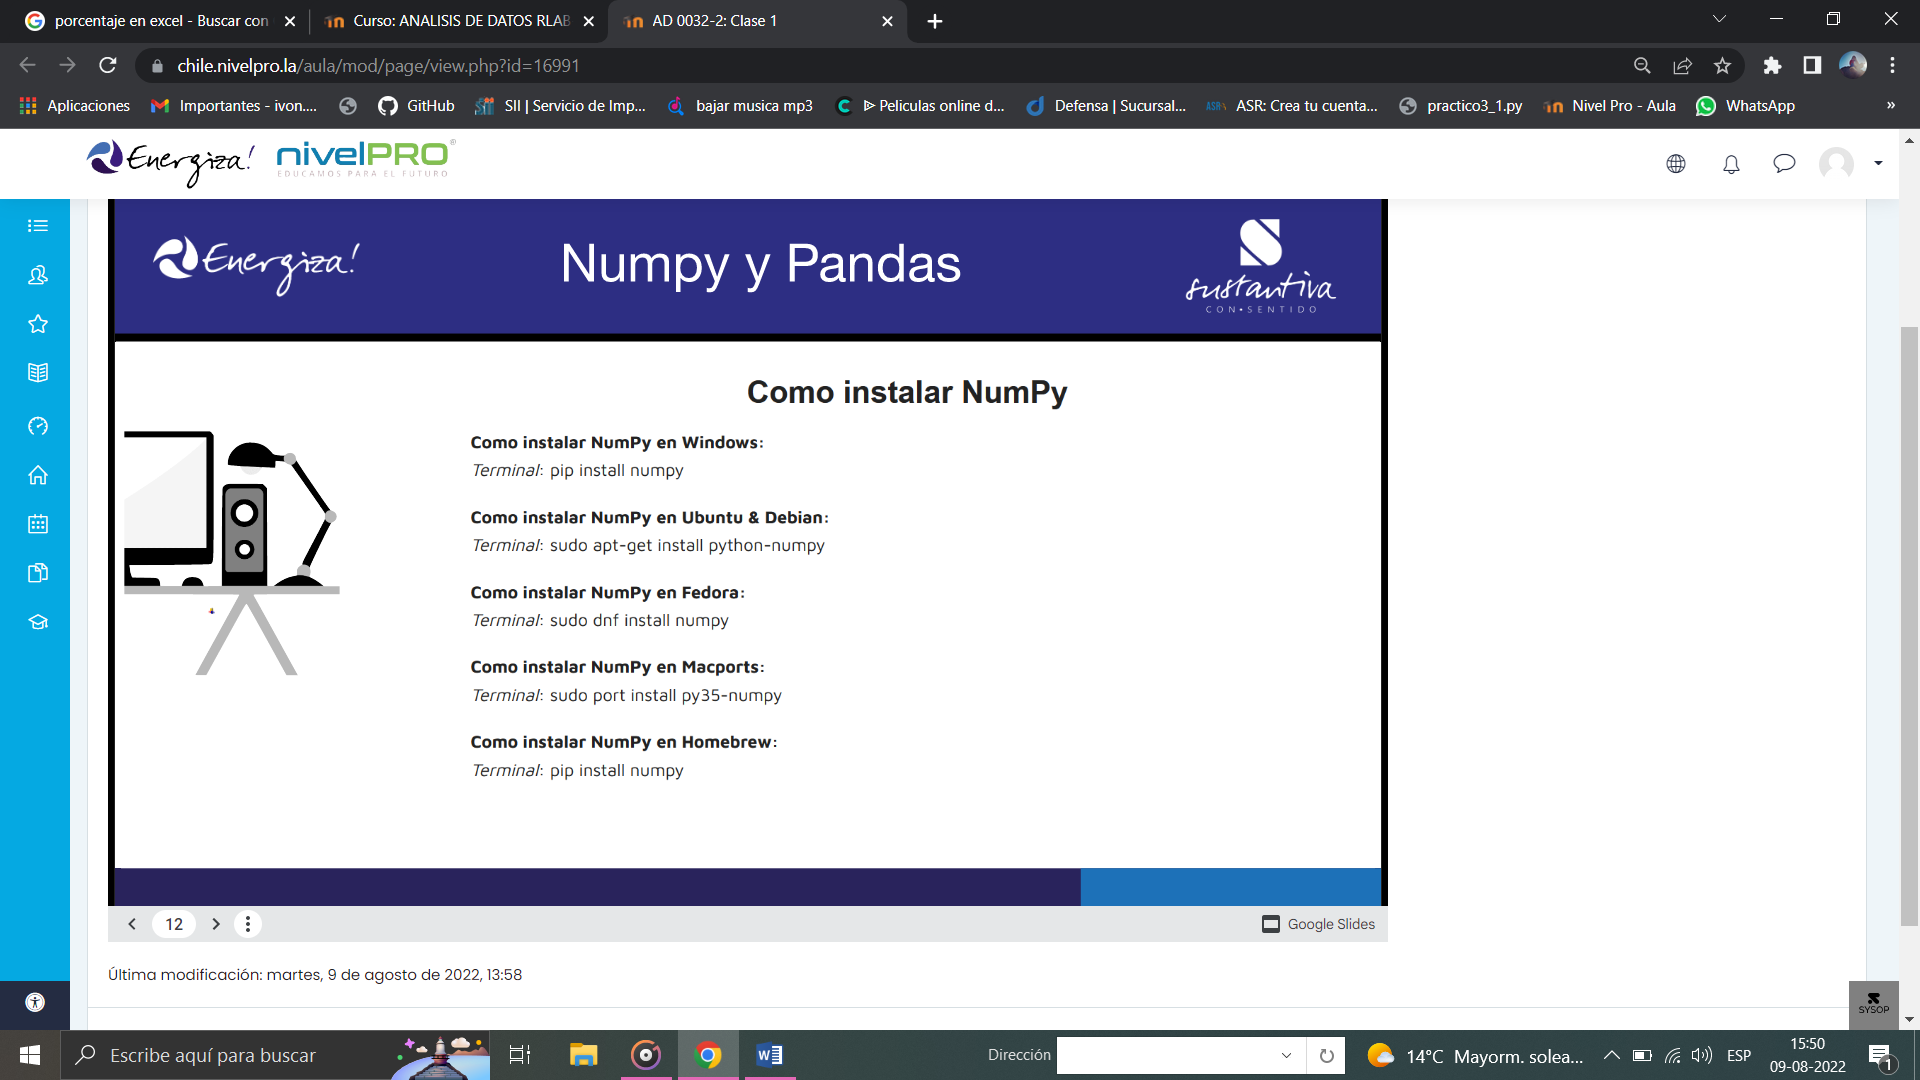 porcentaje en excel - Buscar con
Curso: ANALISIS DE DATOS RLAB
AD 0032-2: Clase 1
chile.nivelpro.la/aula/mod/page/view.php?id=16991
Aplicaciones
Importantes - ivon....
GitHub
SII | Servicio de Imp...
bajar musica mp3
Peliculas online d...
Defensa | Sucursal...
ASR: Crea tu cuenta...
practico3_1.py
Nivel Pro - Aula
WhatsApp
»
Energiza!
nivelPRO
EDUCAMOS PARA EL FUTURO
Energiza!
Numpy y Pandas
sustantiva
CON•SENTIDO
Como instalar NumPy
Como instalar NumPy en Windows:
Terminal: pip install numpy
Como instalar NumPy en Ubuntu & Debian:
Terminal: sudo apt-get install python-numpy
Como instalar NumPy en Fedora:
Terminal: sudo dnf install numpy
Como instalar NumPy en Macports:
Terminal: sudo port install py35-numpy
Como instalar NumPy en Homebrew:
Terminal: pip install numpy
12
Google Slides
Última modificación: martes, 9 de agosto de 2022, 13:58
SYSOP
Escribe aquí para buscar
Dirección
14°C Mayorm. solea...
ESP
15:50
09-08-2022
1